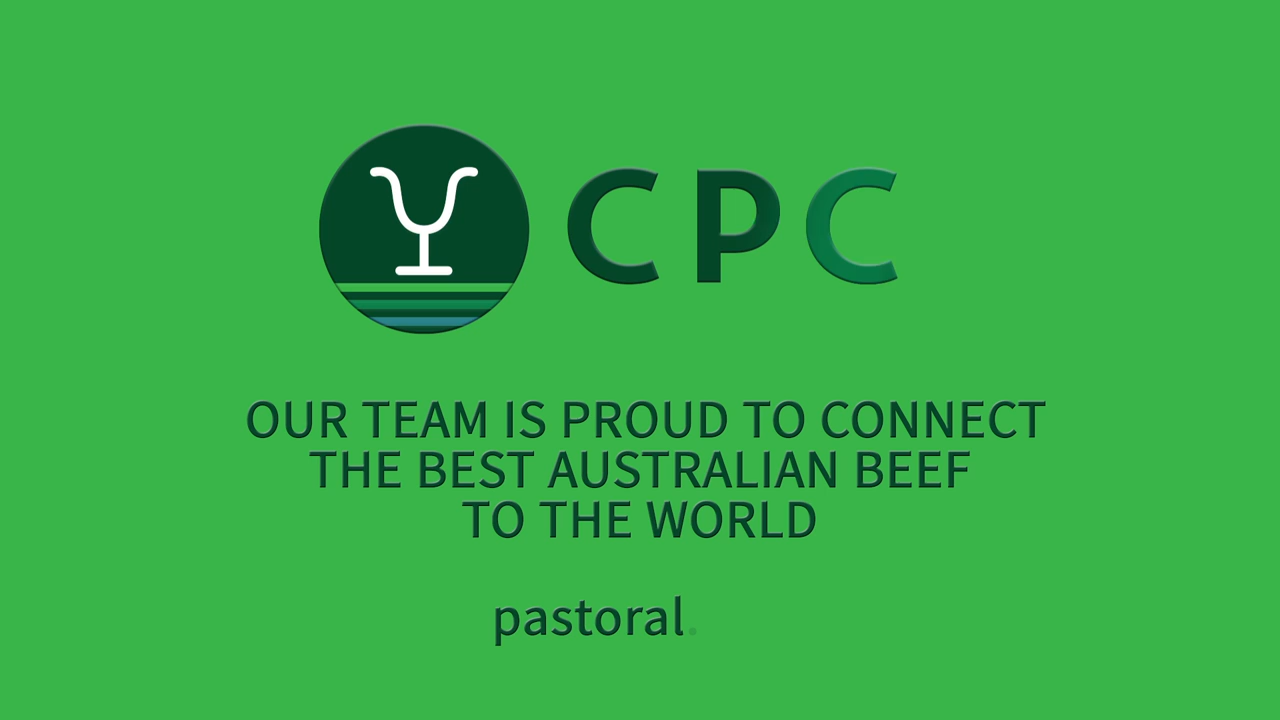 CPC
OUR TEAM IS PROUD TO CONNECT
THE BEST AUSTRALIAN BEEF
TO THE WORLD
pastoral.